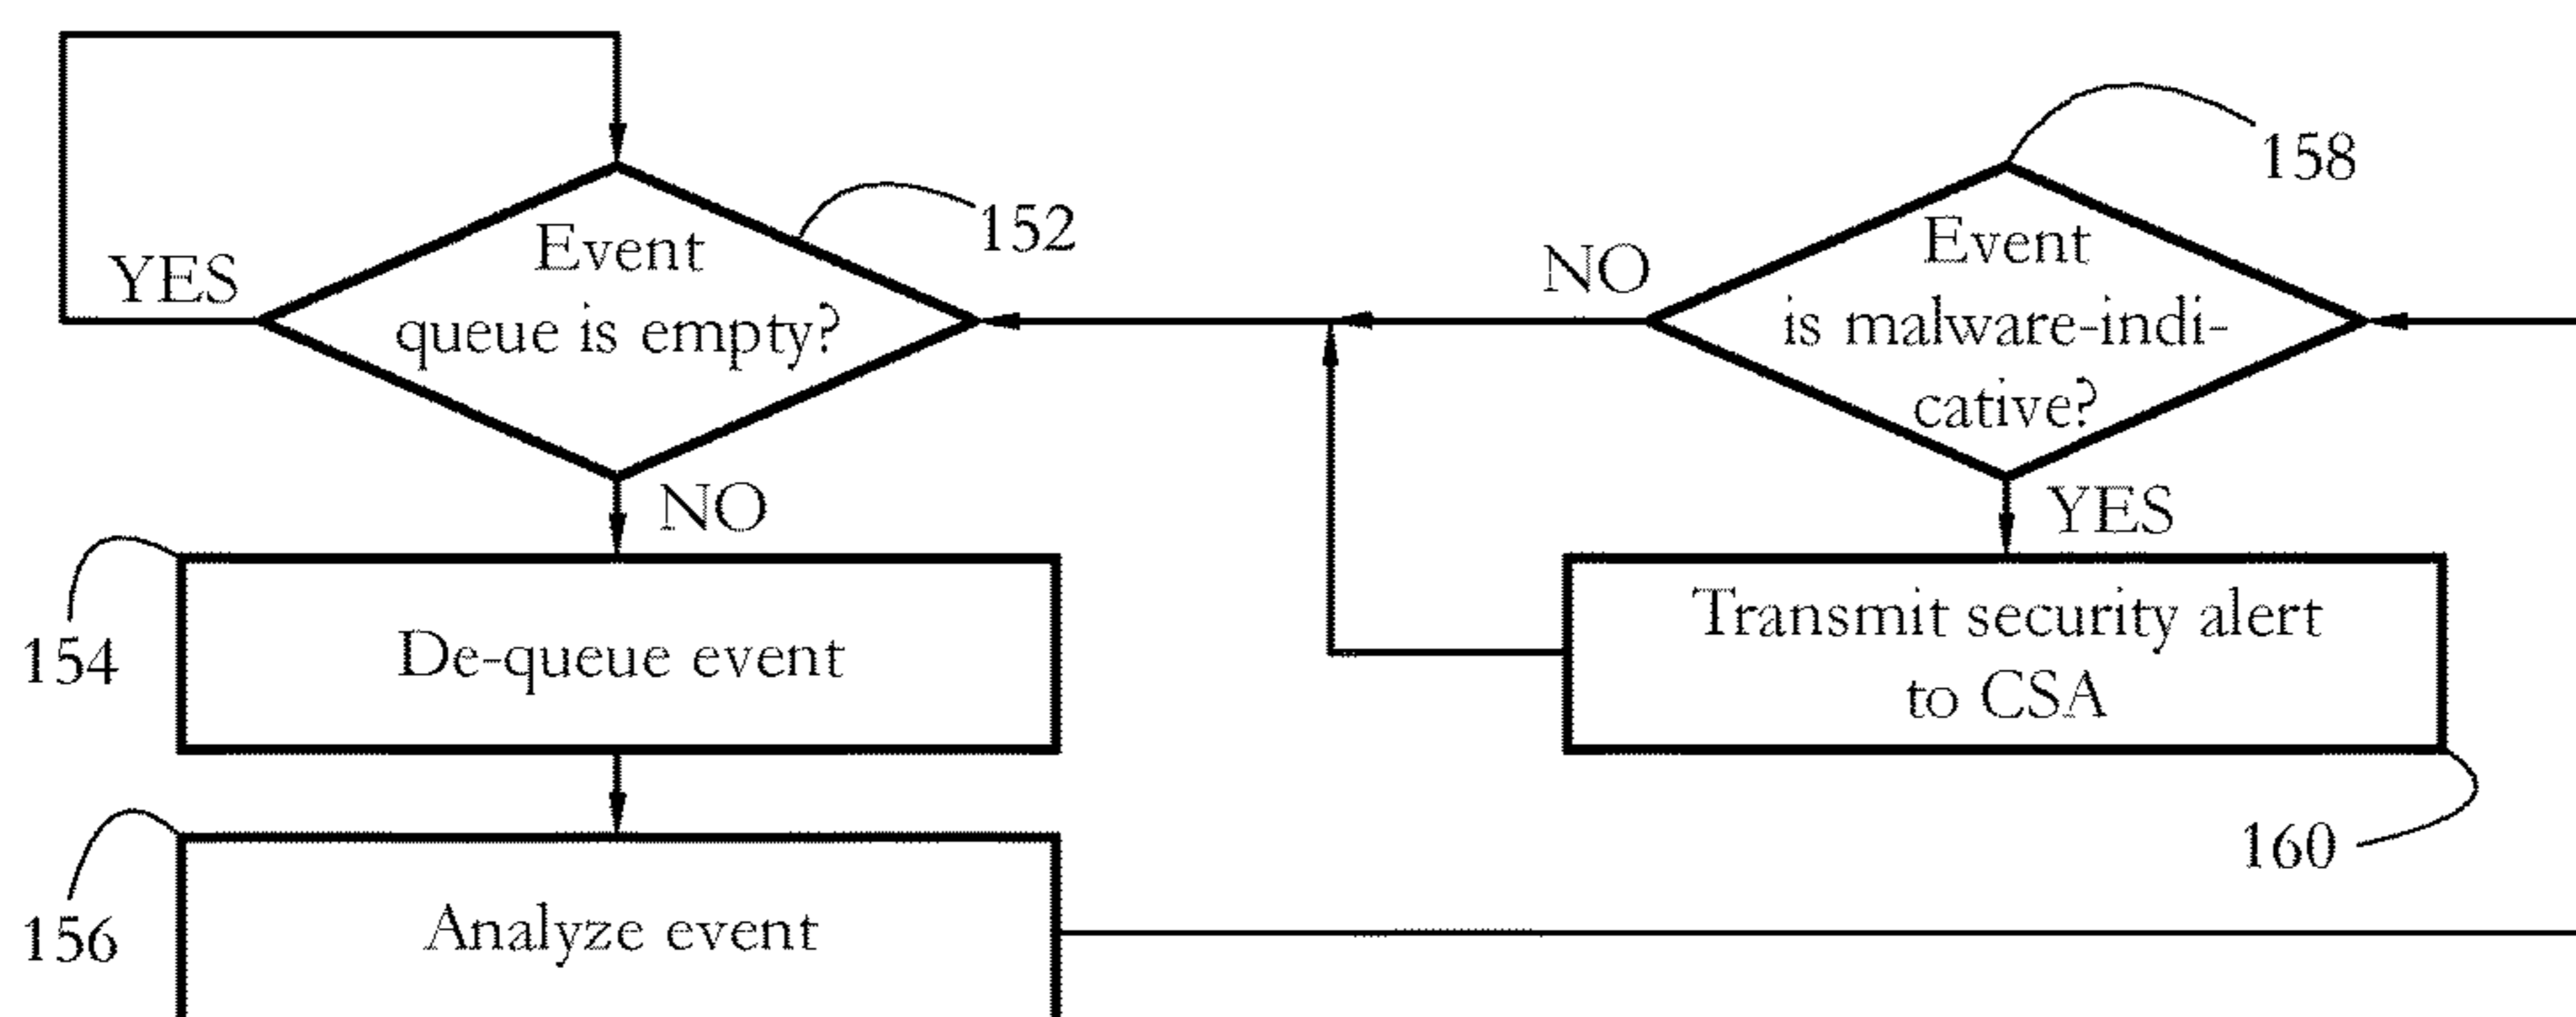 152
Event
queue is empty?
YES
NO
154
De-queue event
156
Analyze event
158
Event
is malware-indi-
cative?
NO
YES
Transmit security alert
to CSA
160